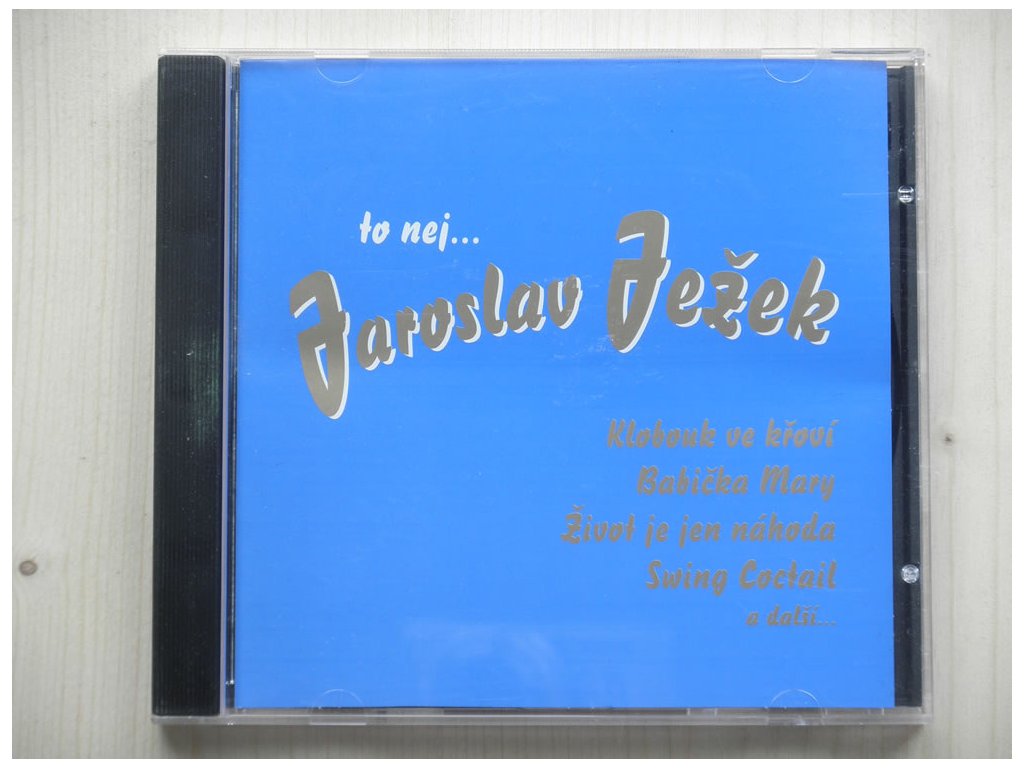 to nej...
Jaroslav Ježek
Klobouk ve křoví
Babička Mary
Život je jen náhoda
Swing Coctail
a další...